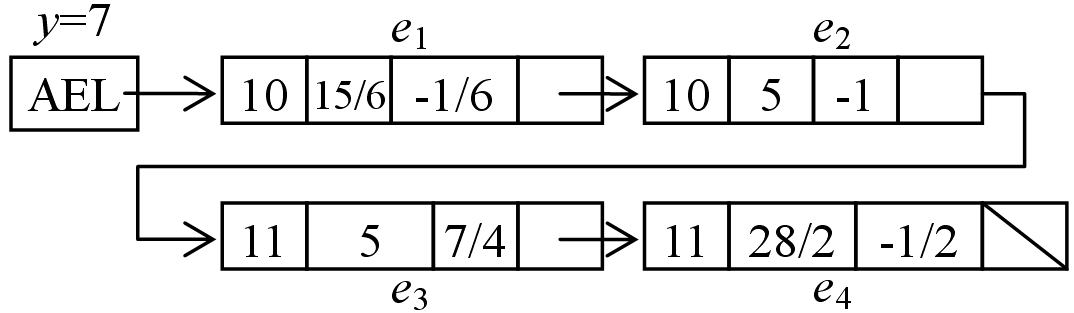 y=7 e1 e2
AEL 10 15/6 -1/6 10 5 -1
11 5 7/4 11 28/2 -1/2
e3 e4